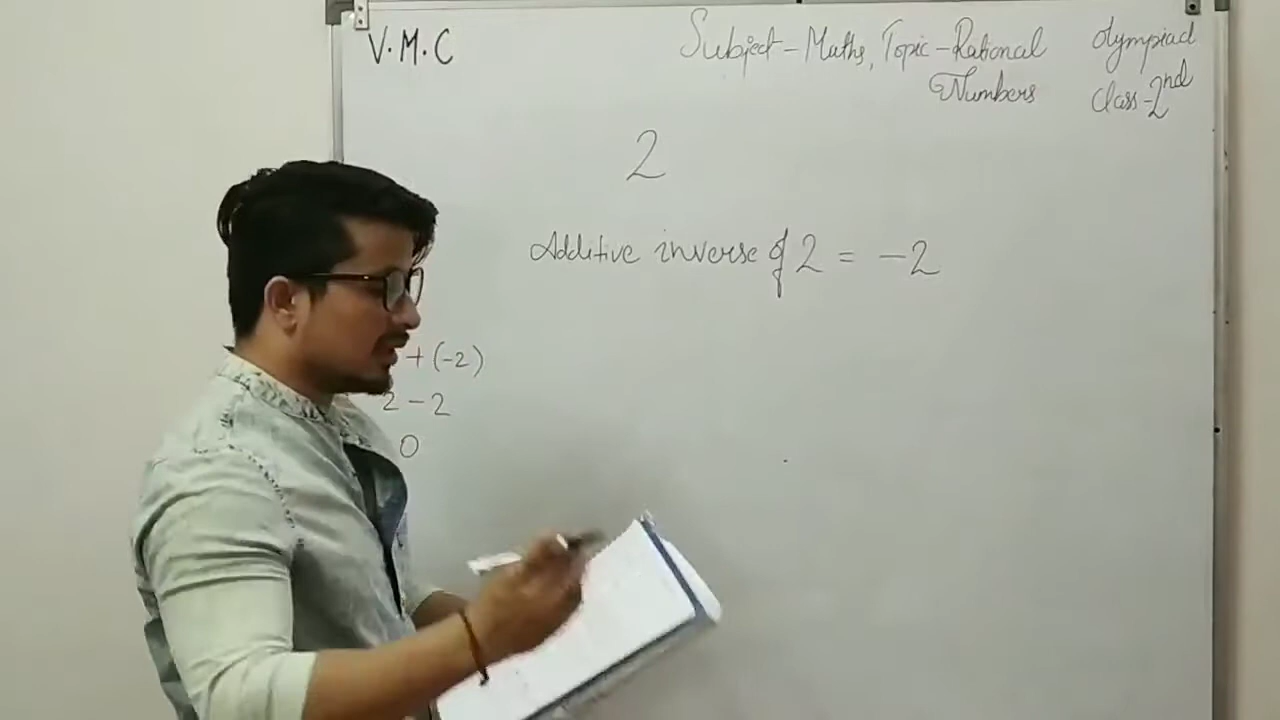 V.M.C
Subject-Maths, Topic-Rational Numbers
Olympiad
Class-2nd
2
Additive inverse of 2 = -2
+ (-2)
2 - 2
0